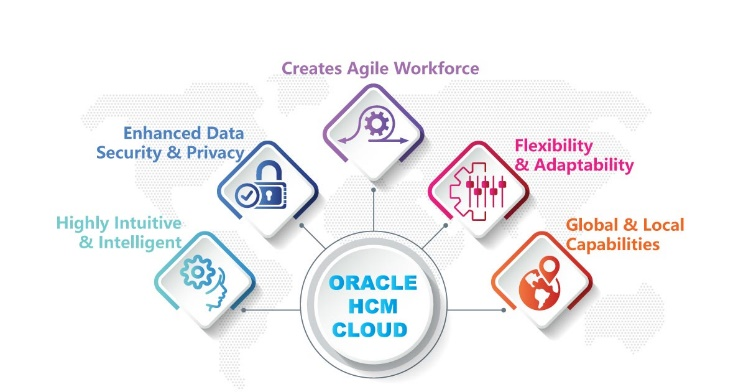 Creates Agile Workforce
Enhanced Data
Security & Privacy
Flexibility
& Adaptability
Highly Intuitive
& Intelligent
Global & Local
Capabilities
ORACLE
HCM
CLOUD